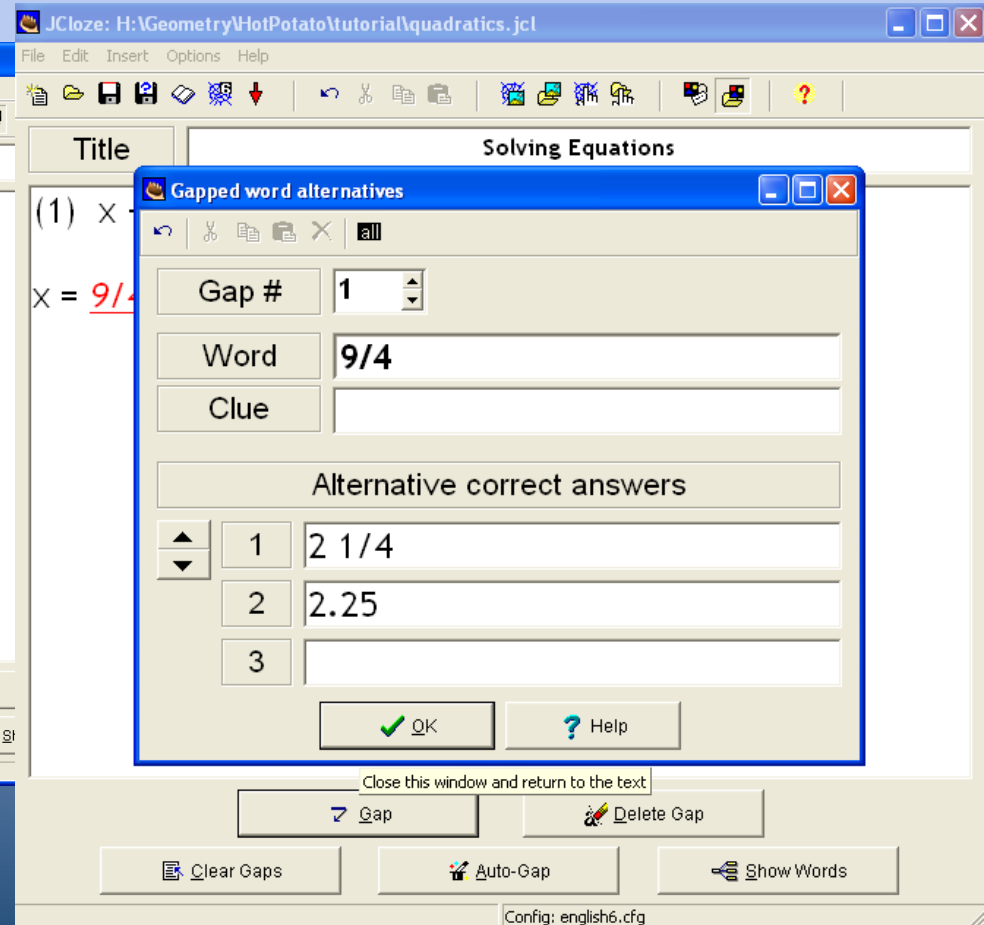 JCloze: H:\Geometry\HotPotato\tutorial\quadratics.jcl
File Edit Insert Options Help
Title
Solving Equations
(1) x
Gapped word alternatives
all
x = 9/4
Gap #
1
Word
9/4
Clue
Alternative correct answers
1
2 1/4
2
2.25
3
OK
Help
Close this window and return to the text
Gap
Delete Gap
Clear Gaps
Auto-Gap
Show Words
Config: english6.cfg